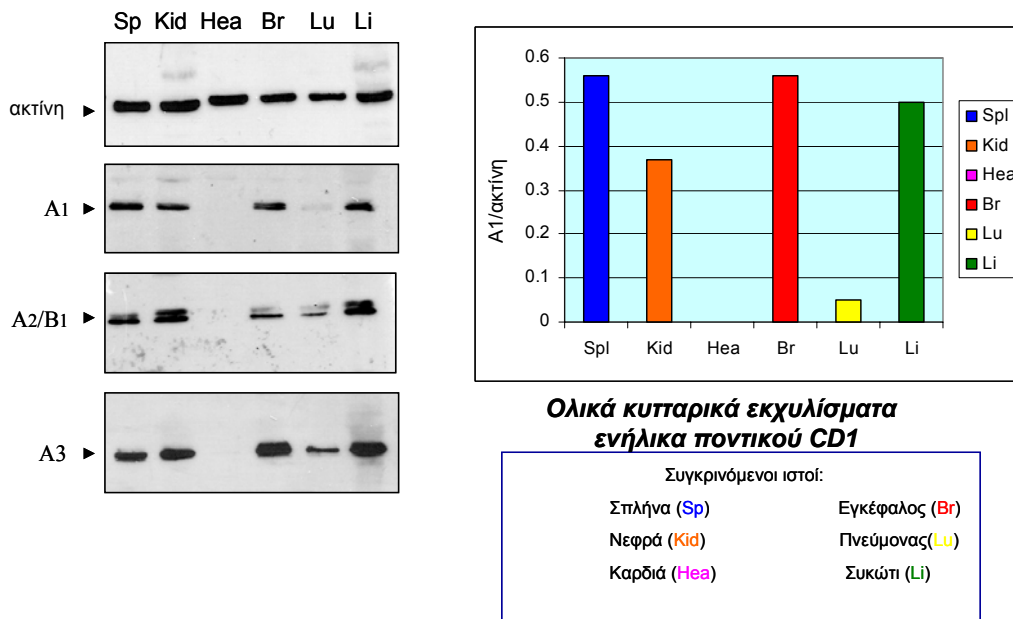 Sp Kid Hea Br Lu Li
ακτίνη
A1
A2/B1
A3
0.6
0.5
0.4
0.3
0.2
0.1
0
A1/ακτίνη
Spl Kid Hea Br Lu Li
Spl
Kid
Hea
Br
Lu
Li
Ολικά κυτταρικά εκχυλίσματα
ενήλικα ποντικού CD1
Συγκρινόμενοι ιστοί:
Σπλήνα (Sp) Εγκέφαλος (Br)
Νεφρά (Kid) Πνεύμονας(Lu)
Καρδιά (Hea) Συκώτι (Li)